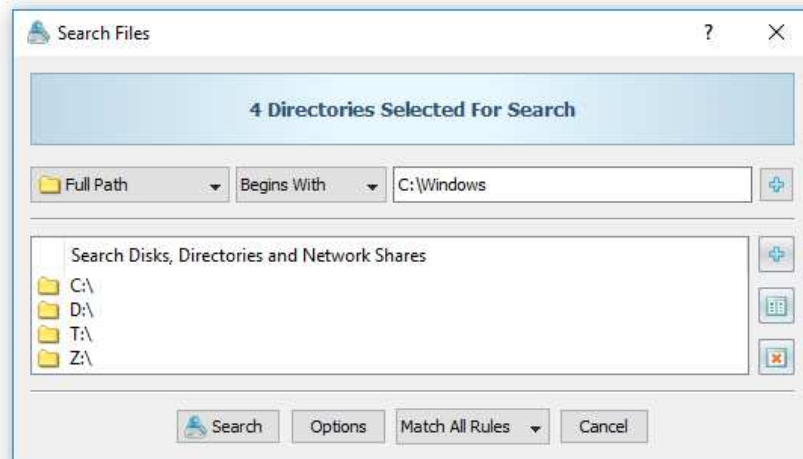 Search Files ?
4 Directories Selected For Search
Full Path Begins With C:\Windows
Search Disks, Directories and Network Shares
C:\
D:\
T:\
Z:\
Search Options Match All Rules Cancel